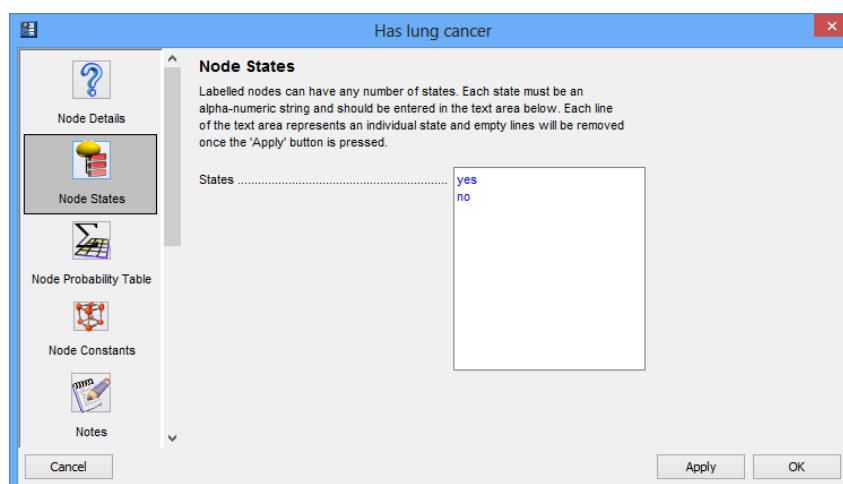 Has lung cancer
Node Details
Node States
Node Probability Table
Node Constants
Notes
Node States
Labelled nodes can have any number of states. Each state must be an
alpha-numeric string and should be entered in the text area below. Each line
of the text area represents an individual state and empty lines will be removed
once the 'Apply' button is pressed.
States ............................................................ yes
no
Cancel
Apply
OK